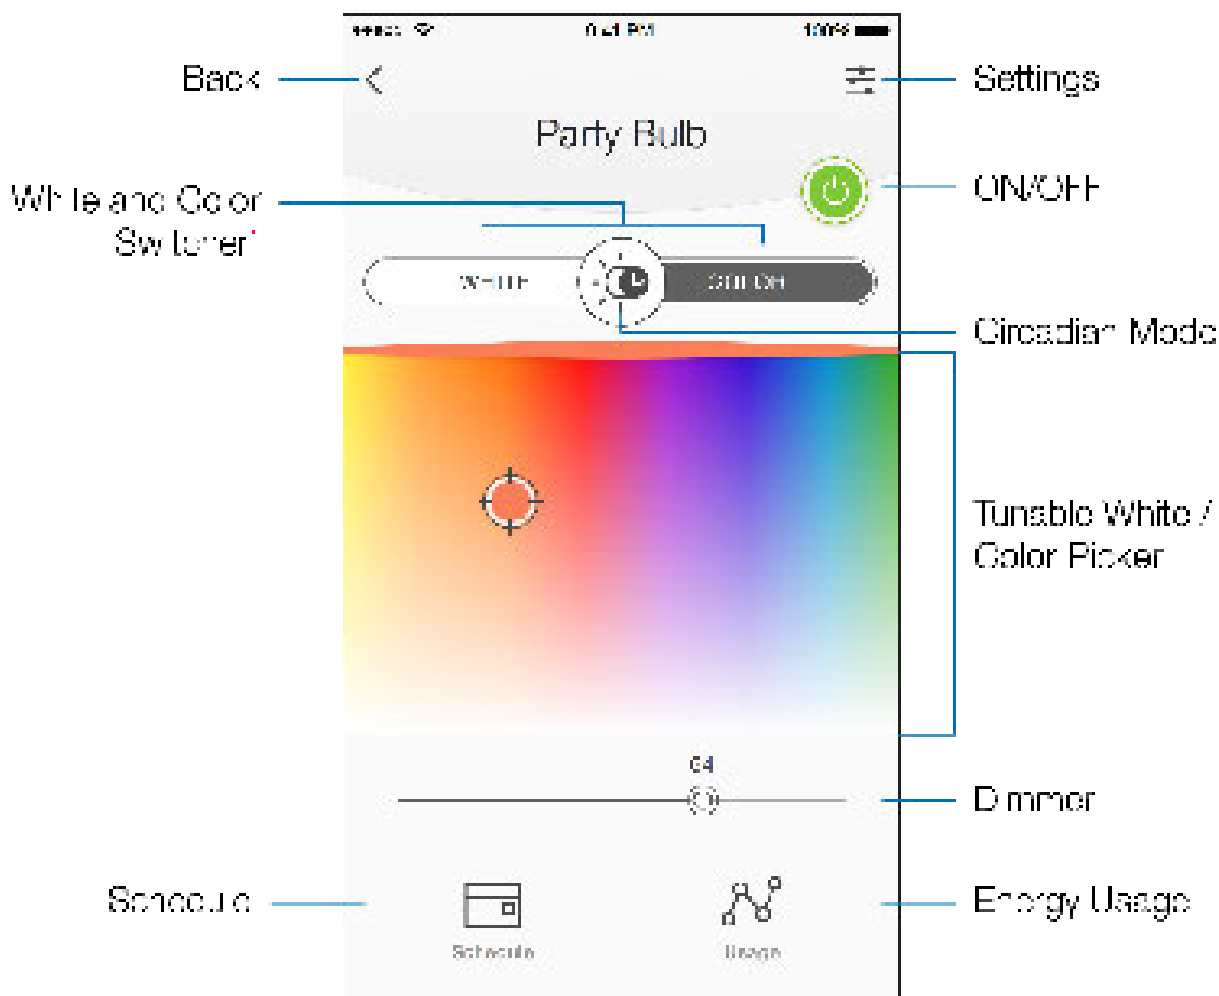 100%
Back
Settings
Party Bulb
ON/OFF
White and Color
Switcher*
WHITE
COLOR
Circadian Mode
Tunable White /
Color Picker
64
Dimmer
Schedule
Energy Usage
Schedule
Usage